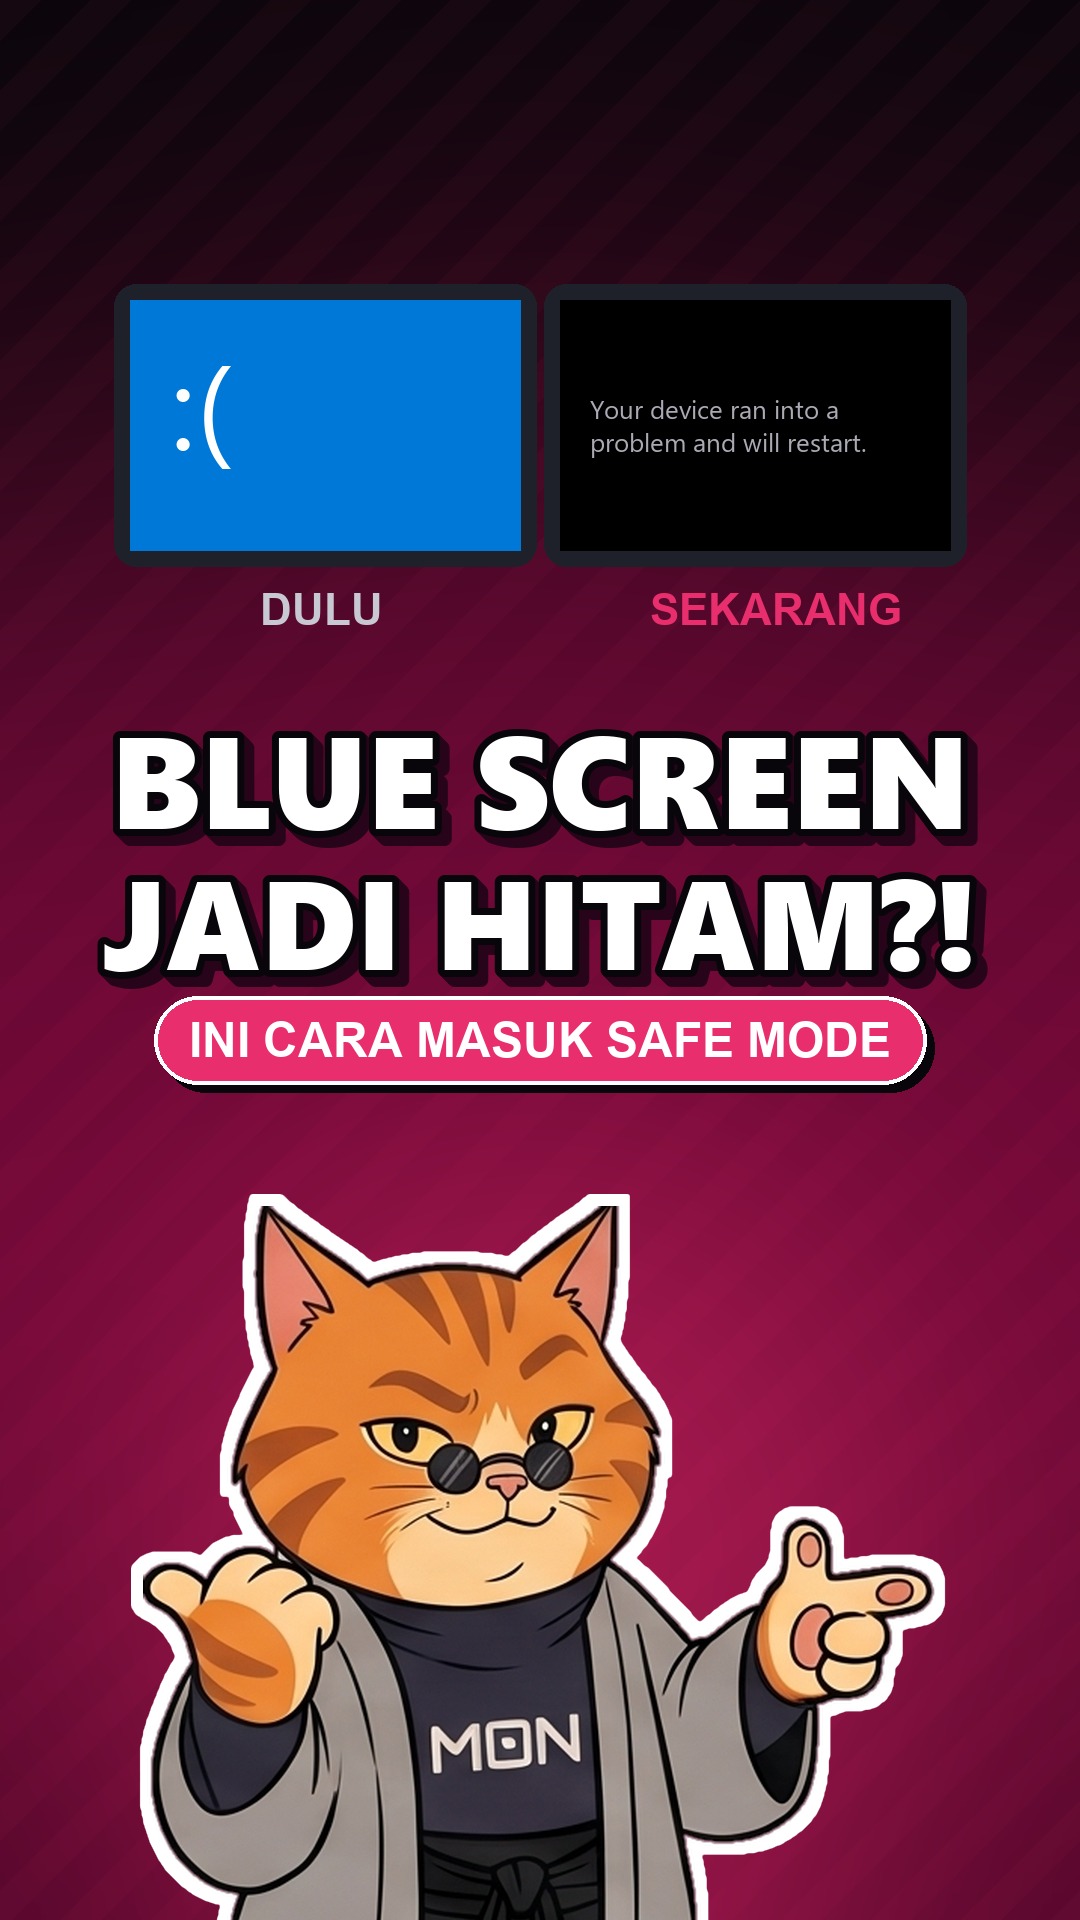 :(
Your device ran into a
problem and will restart.
DULU
SEKARANG
BLUE SCREEN
JADI HITAM?!
INI CARA MASUK SAFE MODE
MON